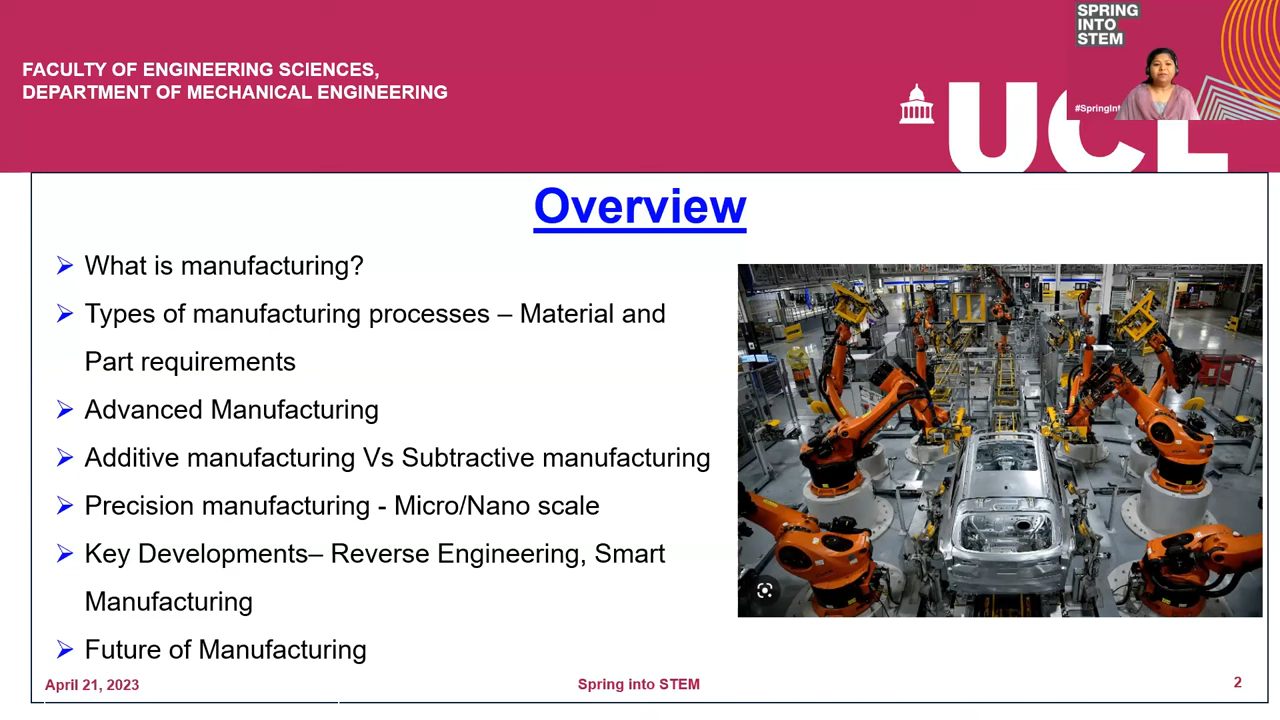 SPRING
INTO
STEM
FACULTY OF ENGINEERING SCIENCES,
DEPARTMENT OF MECHANICAL ENGINEERING
#SpringInt
UCL
Overview
What is manufacturing?
Types of manufacturing processes – Material and
Part requirements
Advanced Manufacturing
Additive manufacturing Vs Subtractive manufacturing
Precision manufacturing - Micro/Nano scale
Key Developments– Reverse Engineering, Smart
Manufacturing
Future of Manufacturing
April 21, 2023
Spring into STEM
2